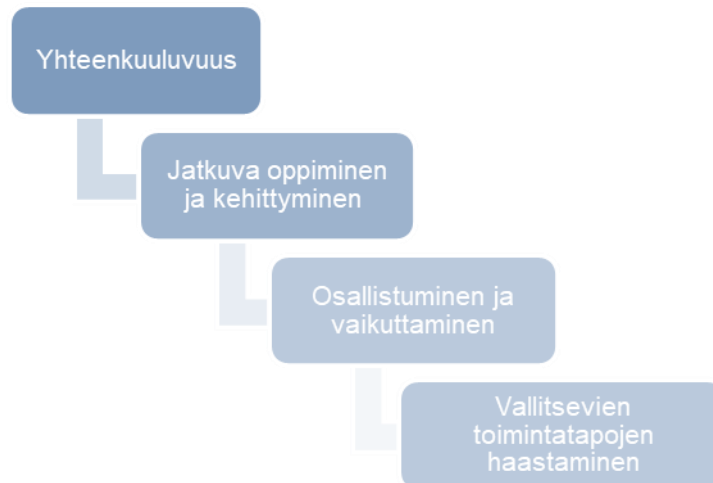 Yhteenkuuluvuus
Jatkuva oppiminen
ja kehittyminen
Osallistuminen ja
vaikuttaminen
Vallitsevien
toimintatapojen
haastaminen